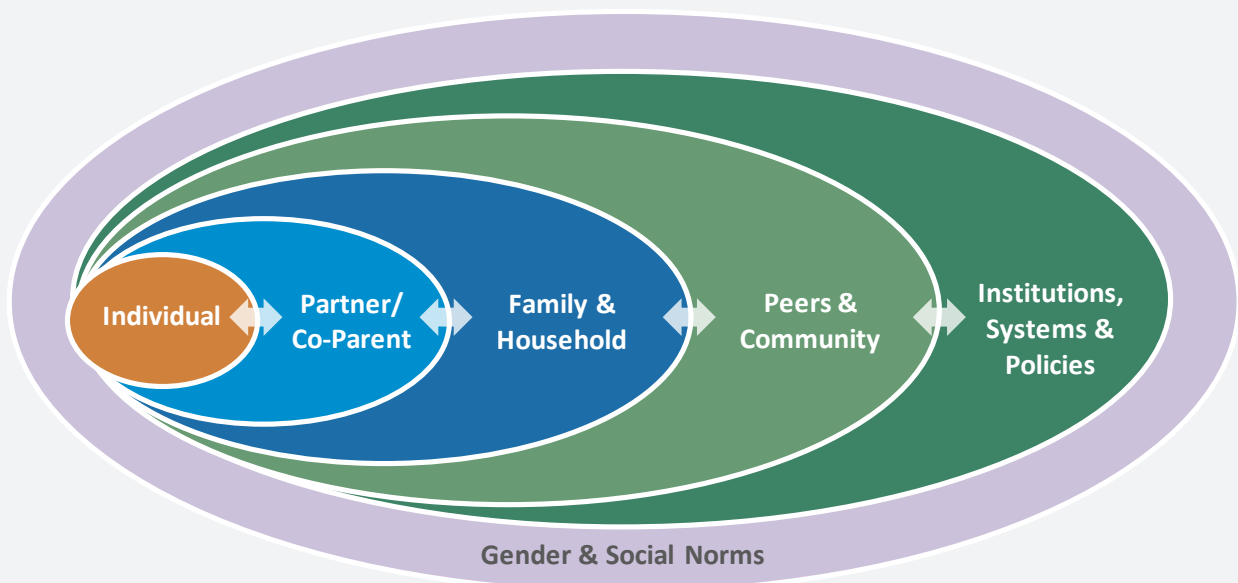 Individual
Partner/
Co-Parent
Family &
Household
Peers &
Community
Institutions,
Systems &
Policies
Gender & Social Norms